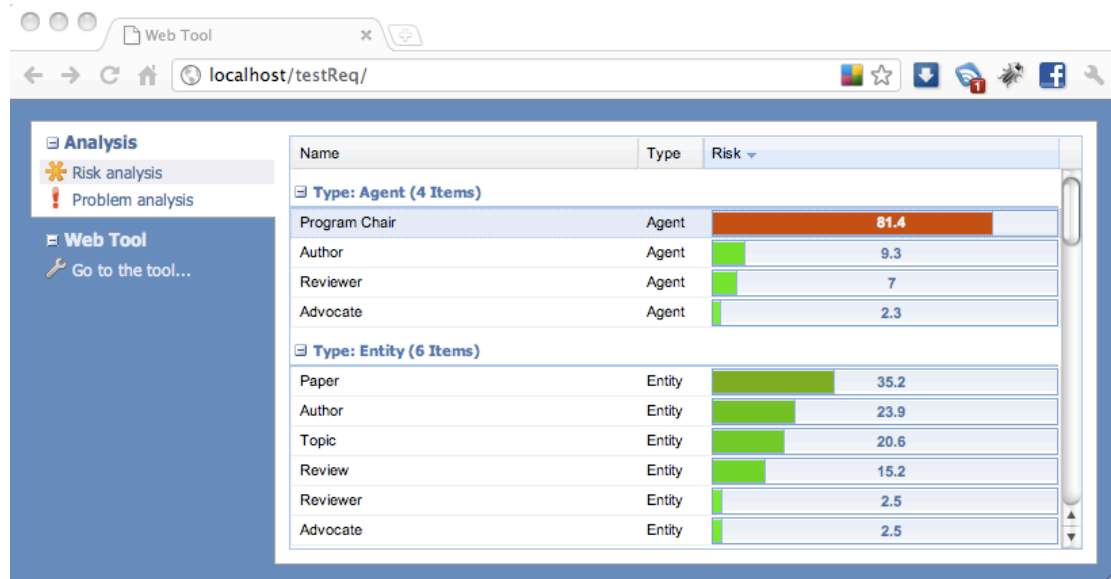 Web Tool
localhost/testReq/
1
Analysis
Risk analysis
Problem analysis
Web Tool
Go to the tool...
Name Type Risk
Type: Agent (4 Items)
Program Chair Agent 81.4
Author Agent 9.3
Reviewer Agent 7
Advocate Agent 2.3
Type: Entity (6 Items)
Paper Entity 35.2
Author Entity 23.9
Topic Entity 20.6
Review Entity 15.2
Reviewer Entity 2.5
Advocate Entity 2.5